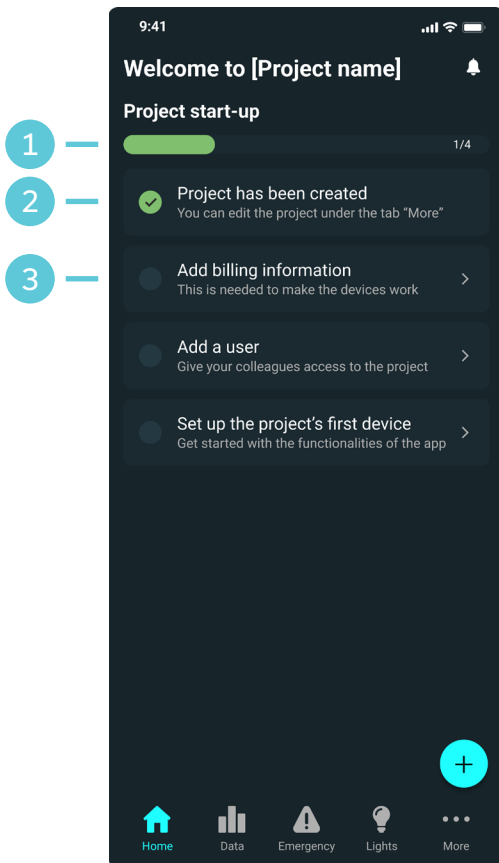 9:41
Welcome to [Project name]
Project start-up
1
1/4
2
Project has been created
You can edit the project under the tab “More”
3
Add billing information
This is needed to make the devices work
Add a user
Give your colleagues access to the project
Set up the project’s first device
Get started with the functionalities of the app
+
Home Data Emergency Lights More